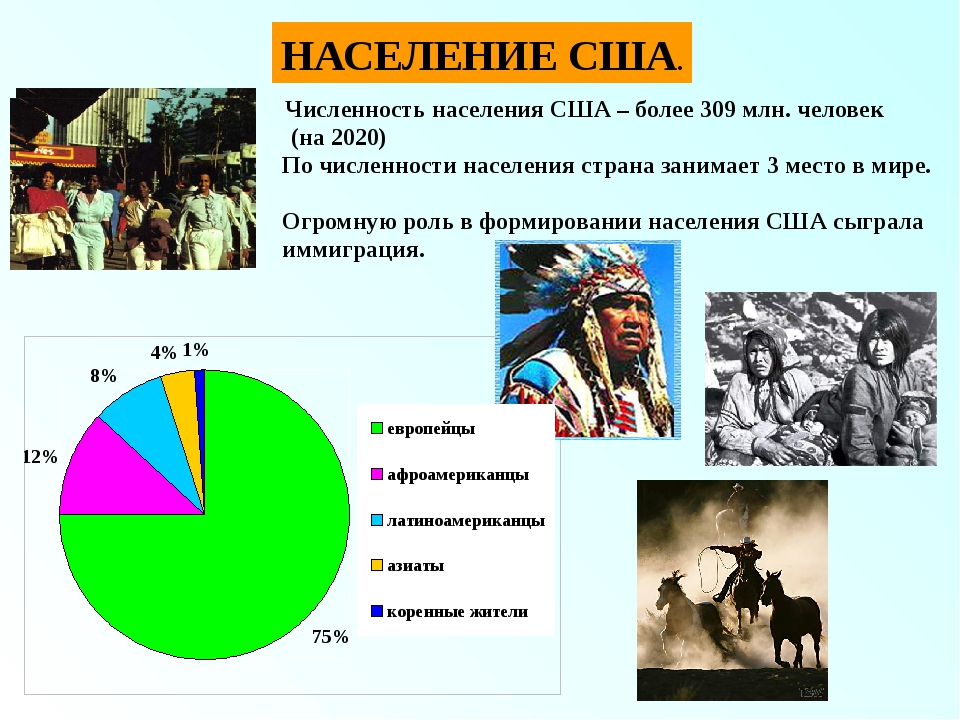 НАСЕЛЕНИЕ США.
Численность населения США – более 309 млн. человек
(на 2020)
По численности населения страна занимает 3 место в мире.
Огромную роль в формировании населения США сыграла
иммиграция.
4% 1%
8%
12%
75%
европейцы
афроамериканцы
латиноамериканцы
азиаты
коренные жители